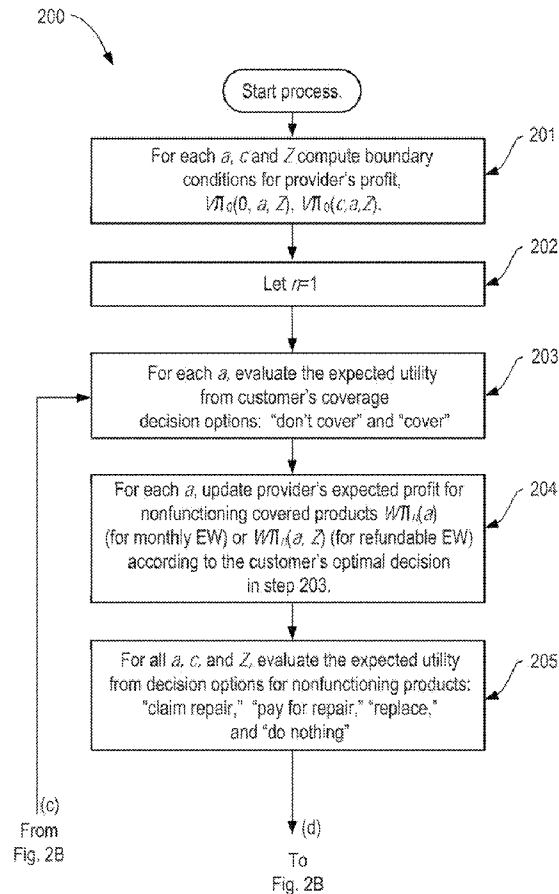 200
Start process.
201
For each a, c and Z compute boundary
conditions for provider's profit,
Vπ₀(0, a, Z), Vπ₀(c,a,Z).
202
Let n=1
203
For each a, evaluate the expected utility
from customer's coverage
decision options: "don't cover" and "cover"
204
For each a, update provider's expected profit for
nonfunctioning covered products Wπₙ(a)
(for monthly EW) or Wπₙ(a, Z) (for refundable EW)
according to the customer's optimal decision
in step 203.
205
For all a, c, and Z, evaluate the expected utility
from decision options for nonfunctioning products:
"claim repair," "pay for repair," "replace,"
and "do nothing"
(c)
From
Fig. 2B
(d)
To
Fig. 2B